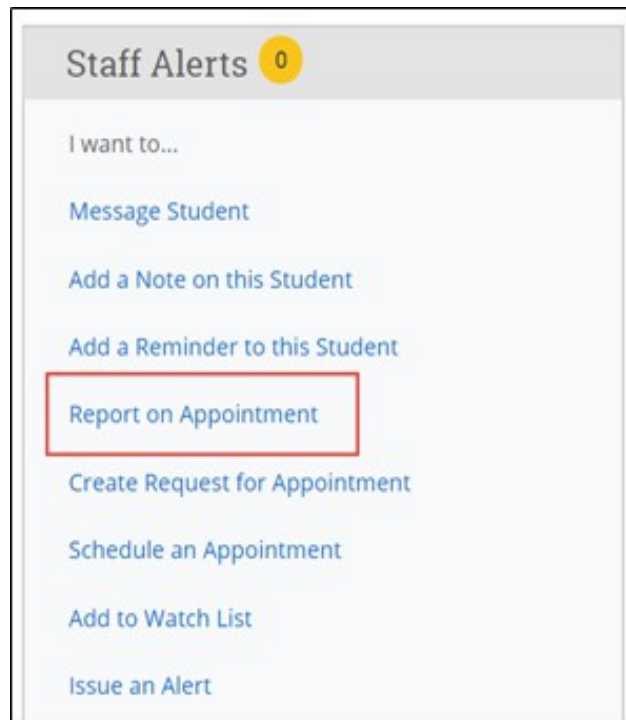 Staff Alerts 0
I want to...
Message Student
Add a Note on this Student
Add a Reminder to this Student
Report on Appointment
Create Request for Appointment
Schedule an Appointment
Add to Watch List
Issue an Alert